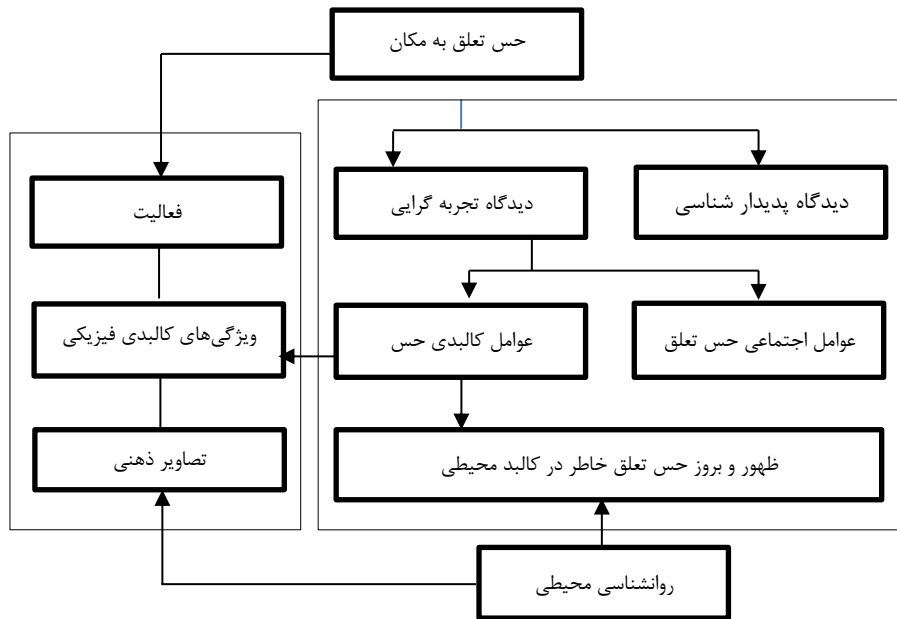 حس تعلق به مکان
دیدگاه پدیدار شناسی
دیدگاه تجربه گرایی
فعالیت
عوامل اجتماعی حس تعلق
عوامل کالبدی حس
ویژگی‌های کالبدی فیزیکی
ظهور و بروز حس تعلق خاطر در کالبد محیطی
تصاویر ذهنی
روانشناسی محیطی